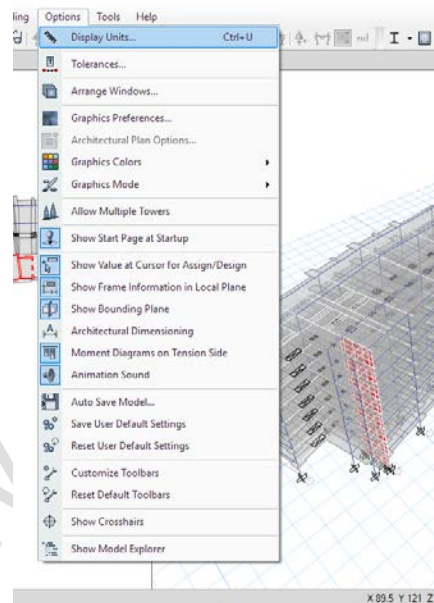 Options Tools Help
Display Units... Ctrl+U
Tolerances...
Arrange Windows...
Graphics Preferences...
Architectural Plan Options...
Graphics Colors
Graphics Mode
Allow Multiple Towers
Show Start Page at Startup
Show Value at Cursor for Assign/Design
Show Frame Information in Local Plane
Show Bounding Plane
Architectural Dimensioning
Moment Diagrams on Tension Side
Animation Sound
Auto Save Model...
Save User Default Settings
Reset User Default Settings
Customize Toolbars
Reset Default Toolbars
Show Crosshairs
Show Model Explorer
X 89.5 Y 121 Z